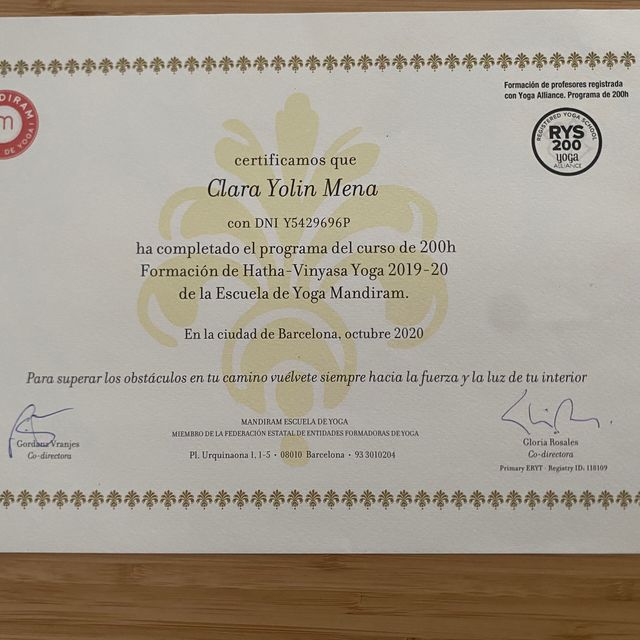 Formación de profesores registrada
con Yoga Alliance. Programa de 200h
NDIRAM
m
DE YOGA
REGISTERED YOGA SCHOOL
RYS
200
yoga
ALLIANCE
certificamos que
Clara Yolin Mena
con DNI Y5429696P
ha completado el programa del curso de 200h
Formación de Hatha-Vinyasa Yoga 2019-20
de la Escuela de Yoga Mandiram.
En la ciudad de Barcelona, octubre 2020
Para superar los obstáculos en tu camino vuélvete siempre hacia la fuerza y la luz de tu interior
Gordana Vranjes
Co-directora
MANDIRAM ESCUELA DE YOGA
MIEMBRO DE LA FEDERACIÓN ESTATAL DE ENTIDADES FORMADORAS DE YOGA
Pl. Urquinaona 1, 1-5 · 08010 Barcelona · 93 3010204
Gloria Rosales
Co-directora
Primary ERYT · Registry ID: 118109